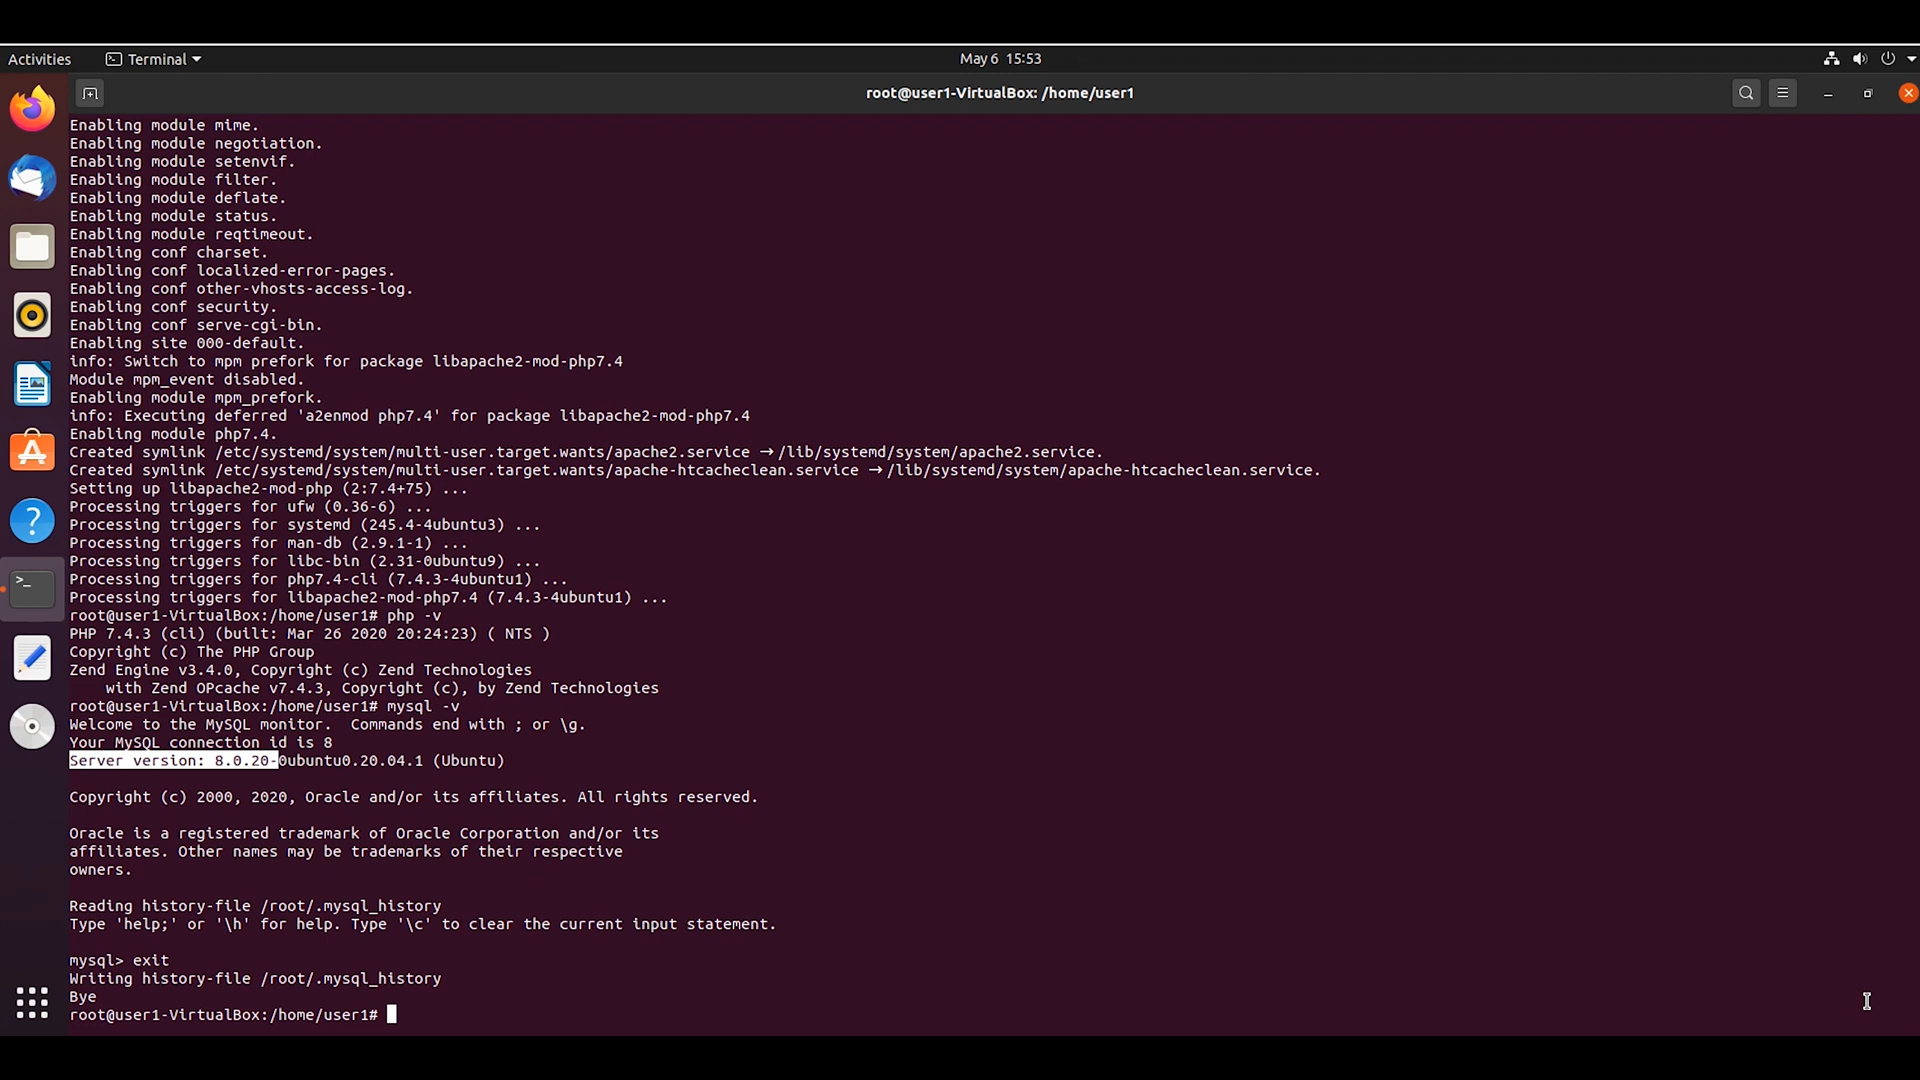 Activities
Terminal
May 6 15:53
root@user1-VirtualBox: /home/user1
Enabling module mime.
Enabling module negotiation.
Enabling module setenvif.
Enabling module filter.
Enabling module deflate.
Enabling module status.
Enabling module reqtimeout.
Enabling conf charset.
Enabling conf localized-error-pages.
Enabling conf other-vhosts-access-log.
Enabling conf security.
Enabling conf serve-cgi-bin.
Enabling site 000-default.
info: Switch to mpm prefork for package libapache2-mod-php7.4
Module mpm_event disabled.
Enabling module mpm_prefork.
info: Executing deferred 'a2enmod php7.4' for package libapache2-mod-php7.4
Enabling module php7.4.
Created symlink /etc/systemd/system/multi-user.target.wants/apache2.service → /lib/systemd/system/apache2.service.
Created symlink /etc/systemd/system/multi-user.target.wants/apache-htcacheclean.service → /lib/systemd/system/apache-htcacheclean.service.
Setting up libapache2-mod-php (2:7.4+75) ...
Processing triggers for ufw (0.36-6) ...
Processing triggers for systemd (245.4-4ubuntu3) ...
Processing triggers for man-db (2.9.1-1) ...
Processing triggers for libc-bin (2.31-0ubuntu9) ...
Processing triggers for php7.4-cli (7.4.3-4ubuntu1) ...
Processing triggers for libapache2-mod-php7.4 (7.4.3-4ubuntu1) ...
root@user1-VirtualBox:/home/user1# php -v
PHP 7.4.3 (cli) (built: Mar 26 2020 20:24:23) ( NTS )
Copyright (c) The PHP Group
Zend Engine v3.4.0, Copyright (c) Zend Technologies
    with Zend OPcache v7.4.3, Copyright (c), by Zend Technologies
root@user1-VirtualBox:/home/user1# mysql -v
Welcome to the MySQL monitor.  Commands end with ; or \g.
Your MySQL connection id is 8
Server version: 8.0.20-0ubuntu0.20.04.1 (Ubuntu)
Copyright (c) 2000, 2020, Oracle and/or its affiliates. All rights reserved.
Oracle is a registered trademark of Oracle Corporation and/or its
affiliates. Other names may be trademarks of their respective
owners.
Reading history-file /root/.mysql_history
Type 'help;' or '\h' for help. Type '\c' to clear the current input statement.
mysql> exit
Writing history-file /root/.mysql_history
Bye
root@user1-VirtualBox:/home/user1#